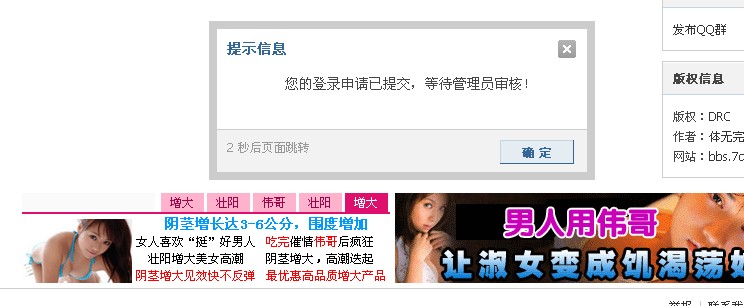 发布QQ群
提示信息
您的登录申请已提交，等待管理员审核！
版权信息
版权：DRC
作者：体无完
网站：bbs.7c
2 秒后页面跳转
确 定
增大 壮阳 伟哥 壮阳 增大
阴茎增长达3-6公分，围度增加
女人喜欢“挺”好男人 吃完催情伟哥后疯狂
壮阳增大美女高潮 阴茎增大，高潮迭起
阴茎增大见效快不反弹 最优惠高品质增大产品
男人用伟哥
让淑女变成饥渴荡
举报 | 联系我